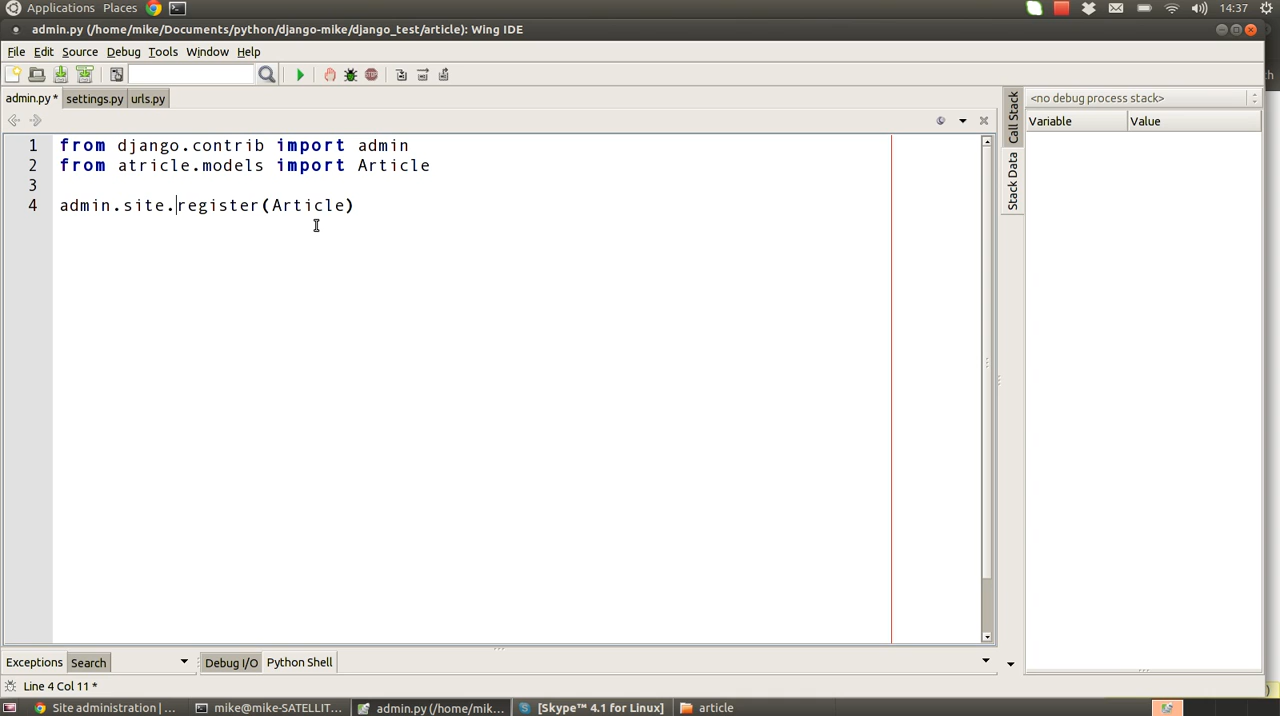 Applications Places 14:37
admin.py (/home/mike/Documents/python/django-mike/django_test/article): Wing IDE
File Edit Source Debug Tools Window Help
admin.py * settings.py urls.py
1 from django.contrib import admin
2 from atricle.models import Article
3
4 admin.site.register(Article)
<no debug process stack>
Variable Value
Call Stack
Stack Data
Exceptions Search Debug I/O Python Shell
Line 4 Col 11 *
Site administration | ... mike@mike-SATELLIT... admin.py (/home/mik... [Skype™ 4.1 for Linux] article